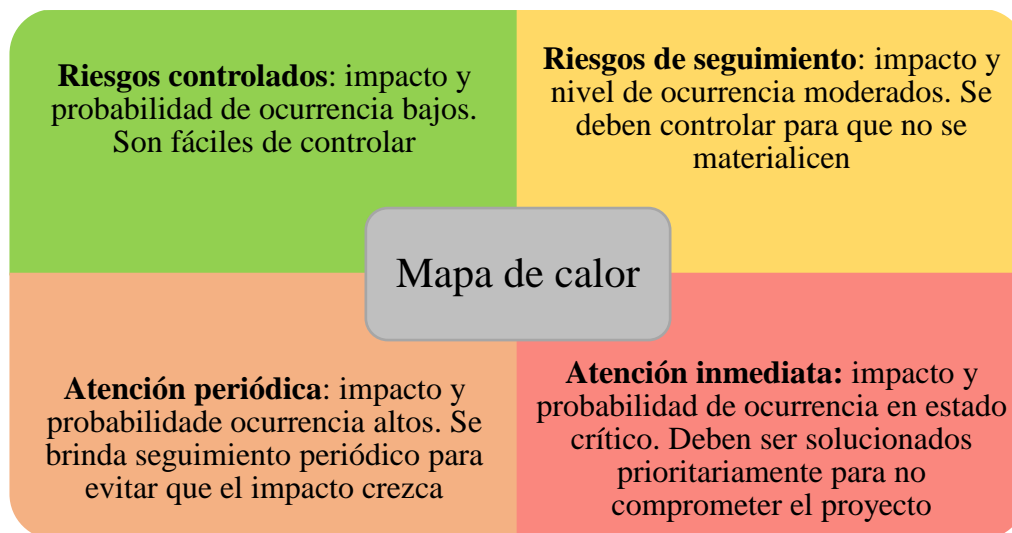 Riesgos controlados: impacto y
probabilidad de ocurrencia bajos.
Son fáciles de controlar
Riesgos de seguimiento: impacto y
nivel de ocurrencia moderados. Se
deben controlar para que no se
materialicen
Mapa de calor
Atención periódica: impacto y
probabilidade ocurrencia altos. Se
brinda seguimiento periódico para
evitar que el impacto crezca
Atención inmediata: impacto y
probabilidad de ocurrencia en estado
crítico. Deben ser solucionados
prioritariamente para no
comprometer el proyecto